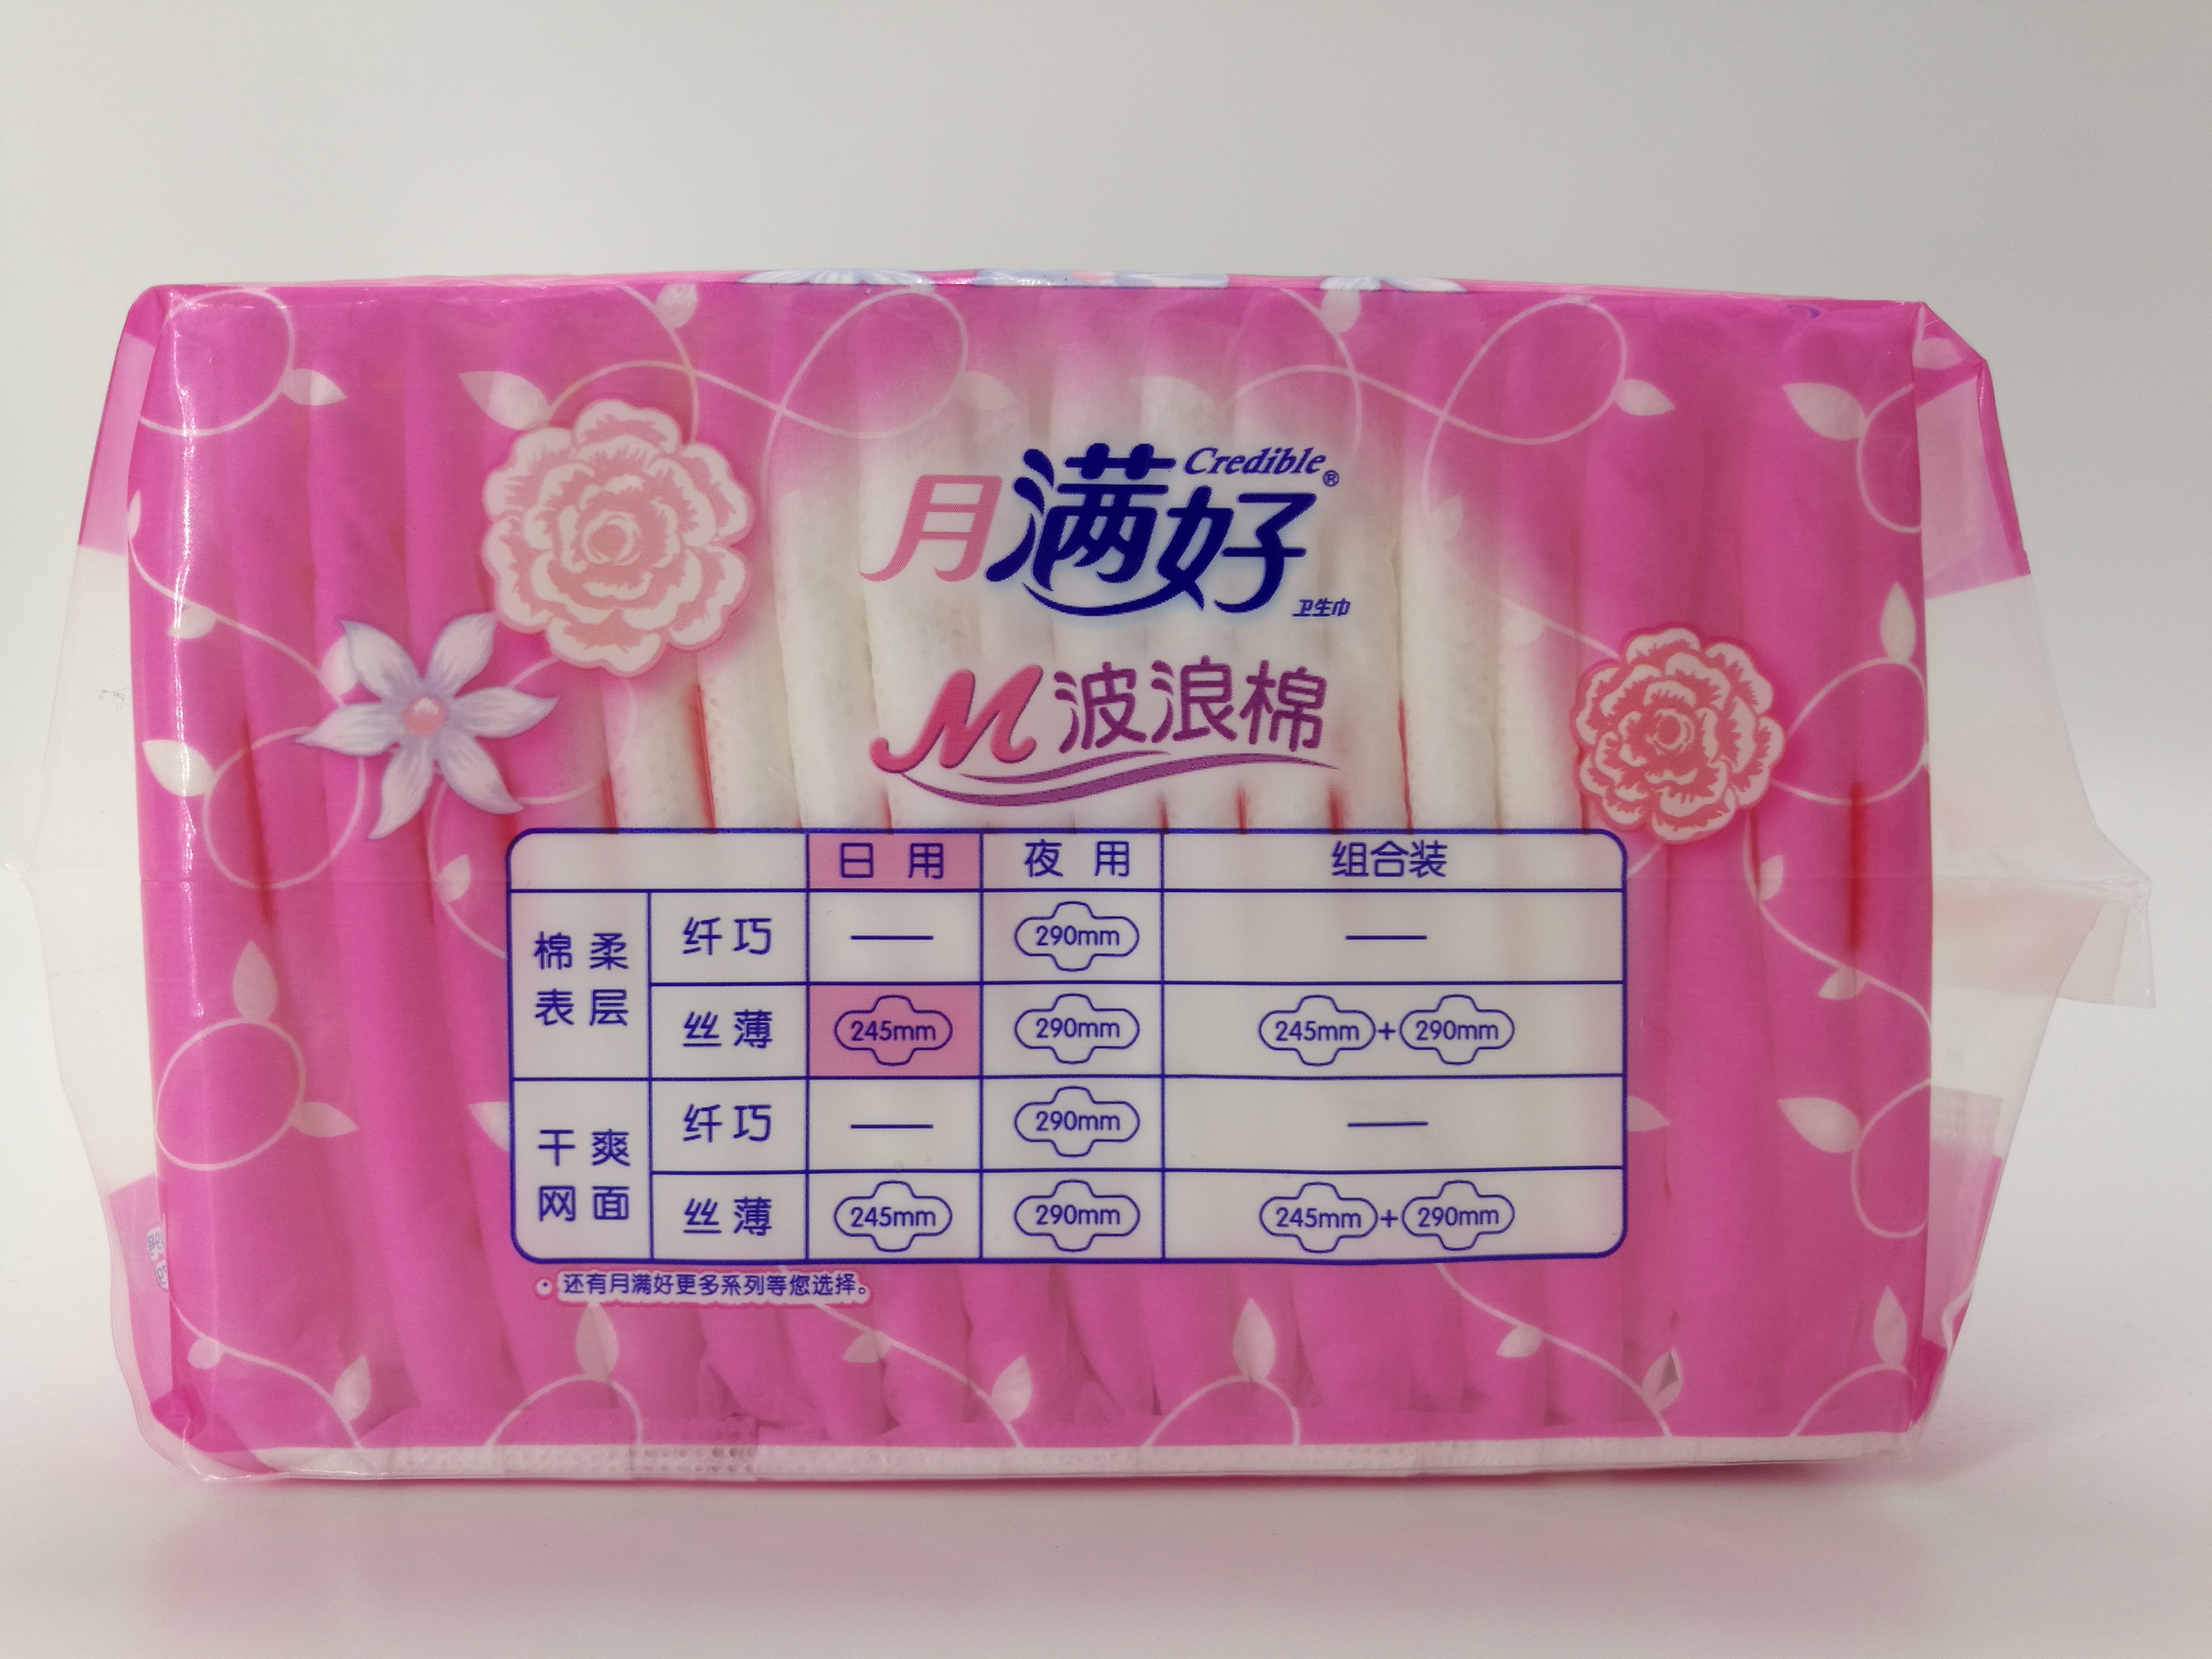 Credible®
月满好
卫生巾
M波浪棉
日用 夜用 组合装
棉柔表层 纤巧 — 290mm —
丝薄 245mm 290mm 245mm+290mm
干爽网面 纤巧 — 290mm —
丝薄 245mm 290mm 245mm+290mm
·还有月满好更多系列等您选择。